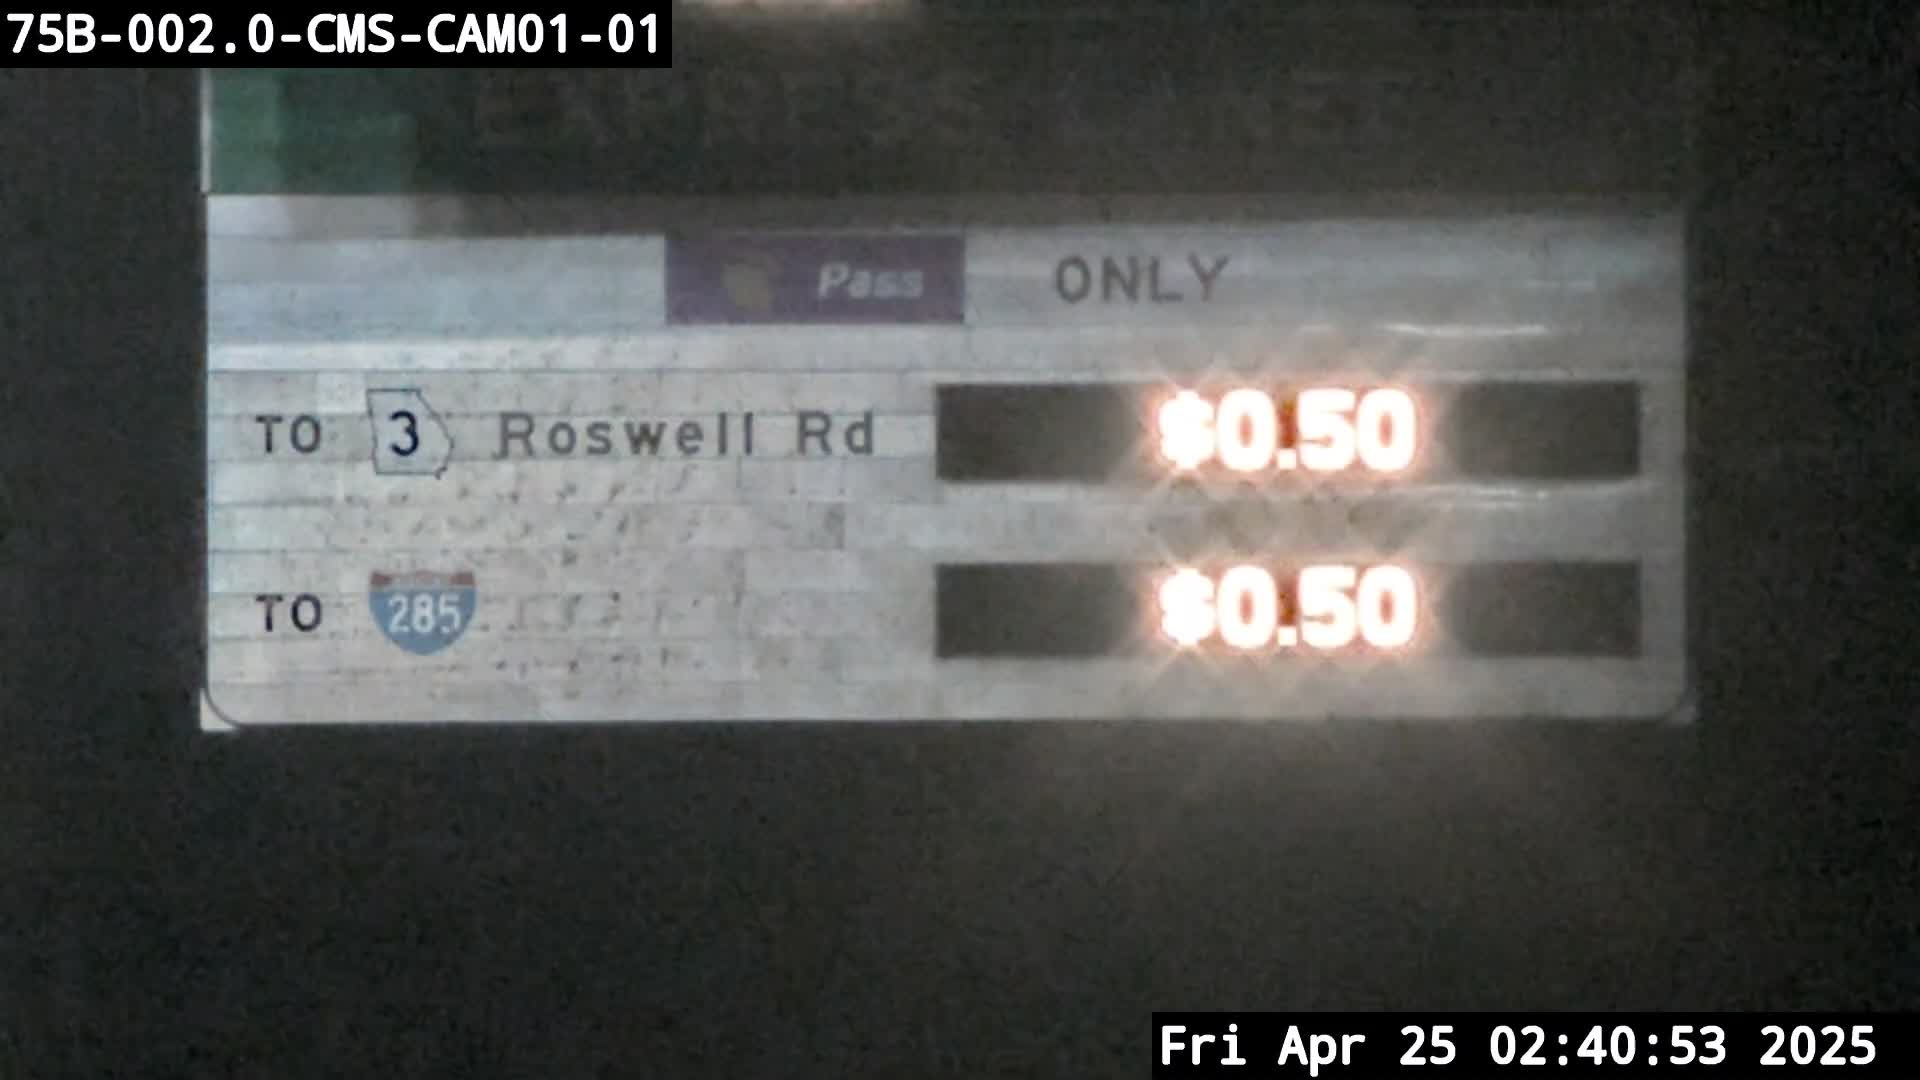 75B-002.0-CMS-CAM01-01
Pass ONLY
TO 3 Roswell Rd $0.50
TO 285 $0.50
Fri Apr 25 02:40:53 2025